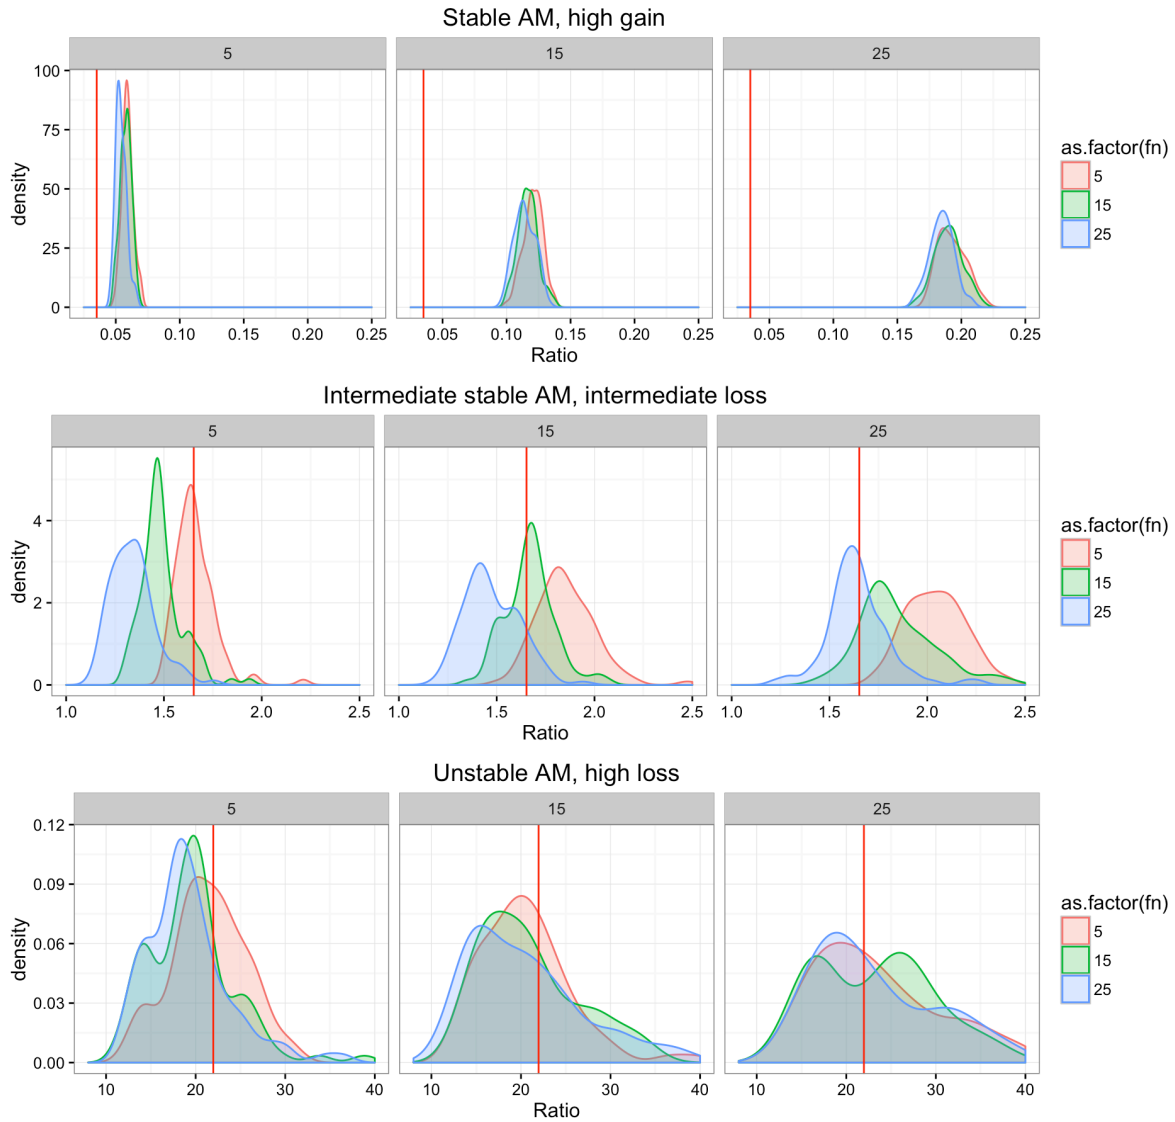 Stable AM, high gain
5 15 25
100
75
50
25
0
density
0.05 0.10 0.15 0.20 0.25 0.05 0.10 0.15 0.20 0.25 0.05 0.10 0.15 0.20 0.25
Ratio
as.factor(fn)
5
15
25
Intermediate stable AM, intermediate loss
5 15 25
4
2
0
density
1.0 1.5 2.0 2.5 1.0 1.5 2.0 2.5 1.0 1.5 2.0 2.5
Ratio
as.factor(fn)
5
15
25
Unstable AM, high loss
5 15 25
0.12
0.09
0.06
0.03
0.00
density
10 20 30 40 10 20 30 40 10 20 30 40
Ratio
as.factor(fn)
5
15
25